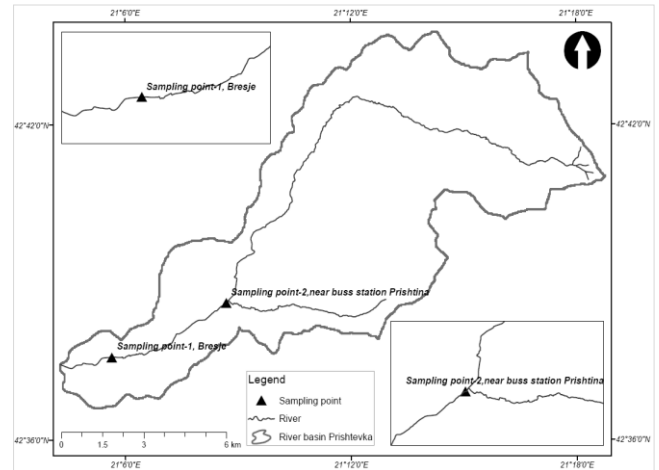 21°6'0"E 21°12'0"E 21°18'0"E
Sampling point-1, Bresje
42°42'0"N 42°42'0"N
Sampling point-2,near buss station Prishtina
Sampling point-1, Bresje
Sampling point-2,near buss station Prishtina
Legend
Sampling point
River
River basin Prishtevka
0 1.5 3 6 km
42°36'0"N 42°36'0"N
21°6'0"E 21°12'0"E 21°18'0"E